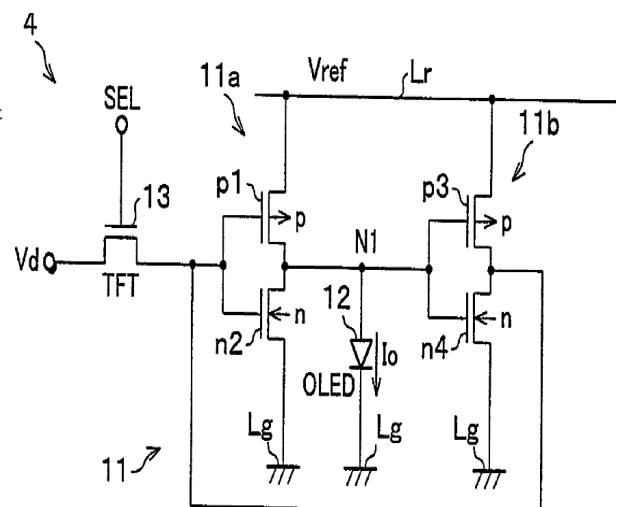 4
SEL
11a
Vref
Lr
11b
13
p1
p
p3
p
Vd
TFT
N1
n
12
n
n2
Io
n4
OLED
Lg
Lg
Lg
11